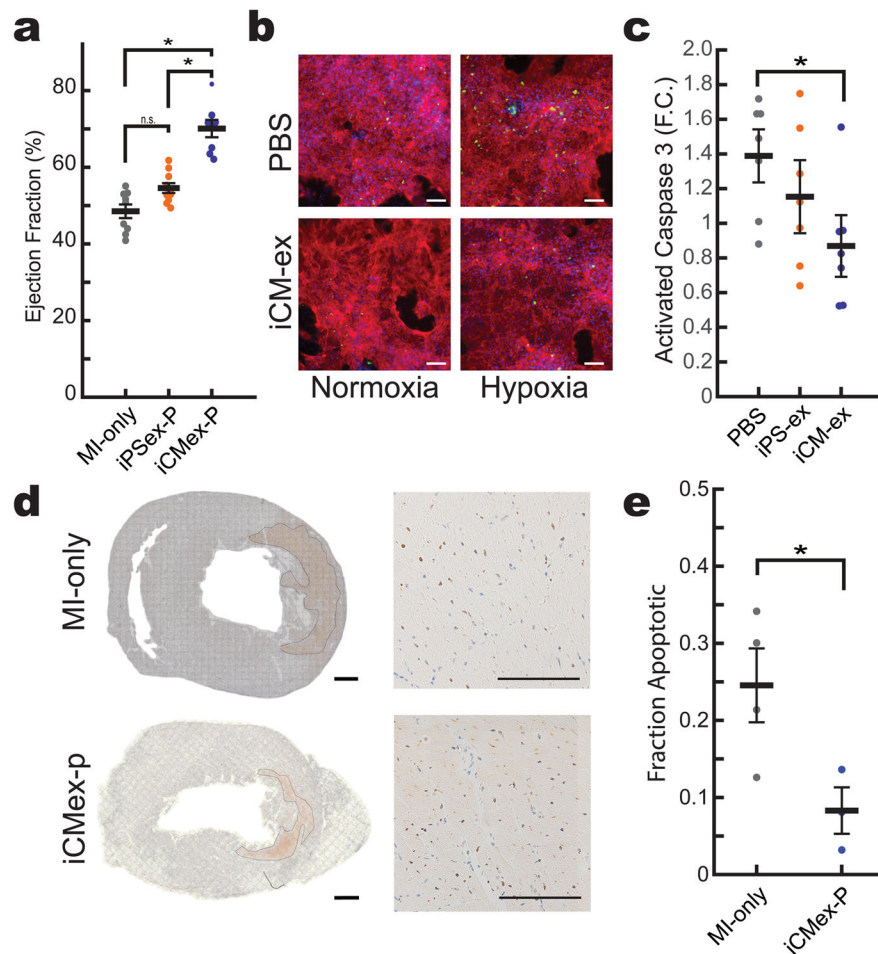 a
*
*
n.s.
80
60
40
20
0
Ejection Fraction (%)
MI-only
iPSex-P
iCMex-P
b
PBS
iCM-ex
Normoxia
Hypoxia
c
*
2.0
1.8
1.6
1.4
1.2
1
0.8
0.6
0.4
0.2
0
Activated Caspase 3 (F.C.)
PBS
iPS-ex
iCM-ex
d
MI-only
iCMex-p
e
*
0.5
0.4
0.3
0.2
0.1
0
Fraction Apoptotic
MI-only
iCMex-P